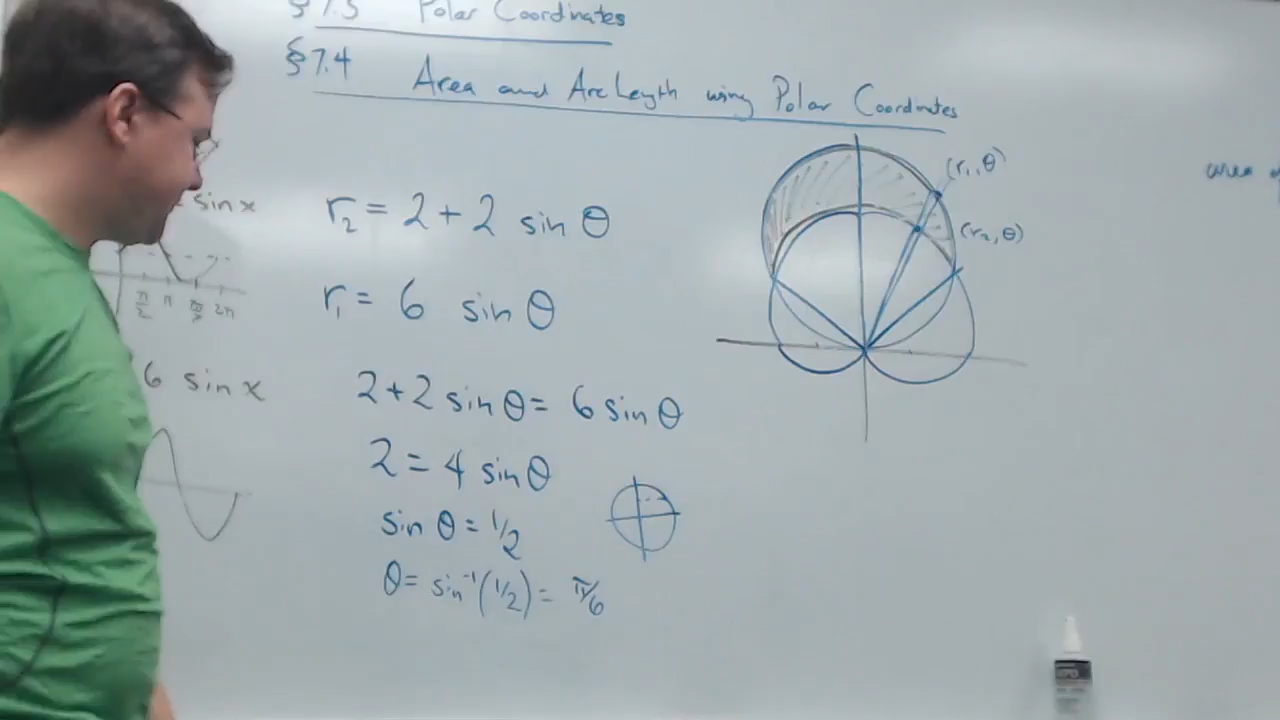 §7.3 Polar Coordinates
§7.4 Area and Arc Length using Polar Coordinates
(r₁, θ)
area
sin x
r₂ = 2 + 2 sin θ
(r₂, θ)
π/2 π 2π
r₁ = 6 sin θ
6 sin x
2 + 2 sin θ = 6 sin θ
2 = 4 sin θ
sin θ = 1/2
θ = sin⁻¹(1/2) = π/6